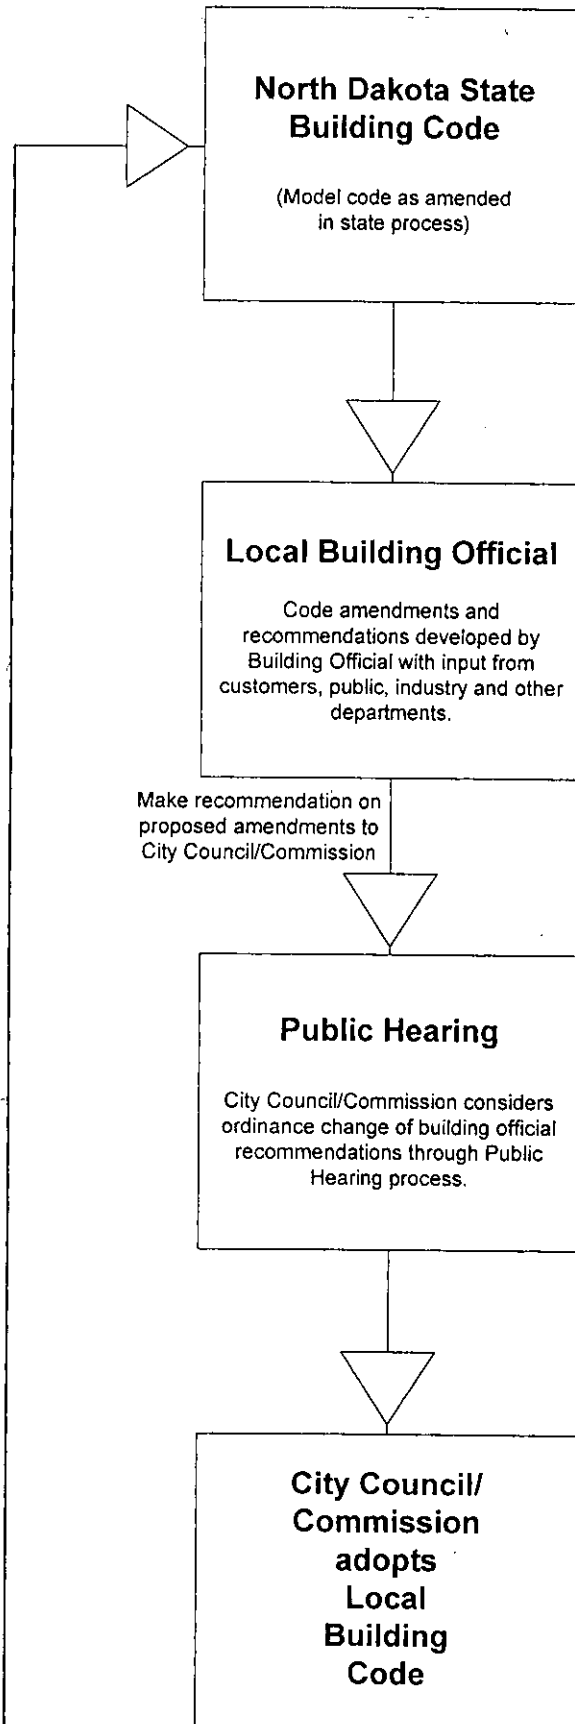 North Dakota State
Building Code
(Model code as amended
in state process)
Local Building Official
Code amendments and
recommendations developed by
Building Official with input from
customers, public, industry and other
departments.
Make recommendation on
proposed amendments to
City Council/Commission
Public Hearing
City Council/Commission considers
ordinance change of building official
recommendations through Public
Hearing process.
City Council/
Commission
adopts
Local
Building
Code